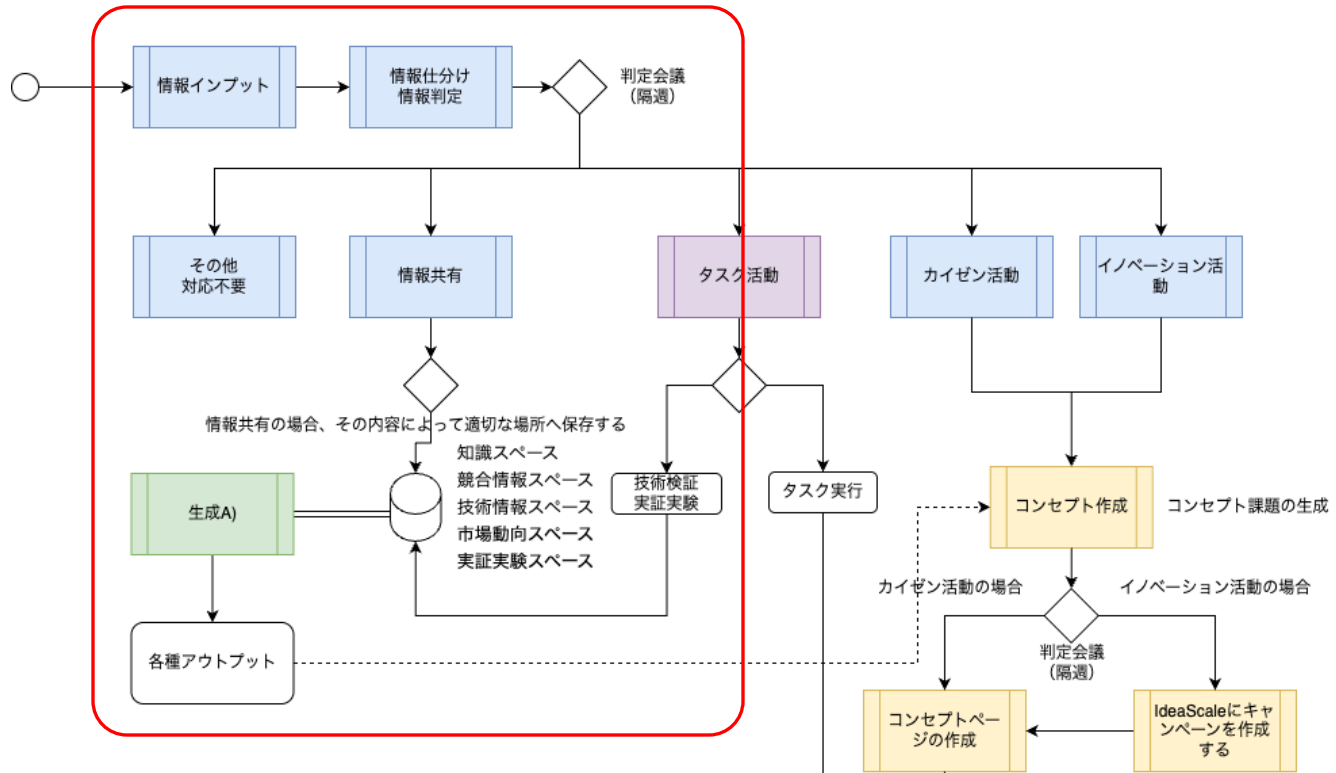 情報インプット
情報仕分け
情報判定
判定会議
（隔週）
その他
対応不要
情報共有
タスク活動
カイゼン活動
イノベーション活
動
情報共有の場合、その内容によって適切な場所へ保存する
知識スペース
競合情報スペース
技術情報スペース
市場動向スペース
実証実験スペース
生成A)
技術検証
実証実験
タスク実行
コンセプト作成
コンセプト課題の生成
各種アウトプット
カイゼン活動の場合
イノベーション活動の場合
判定会議
（隔週）
コンセプトペー
ジの作成
IdeaScaleにキャ
ンペーンを作成
する